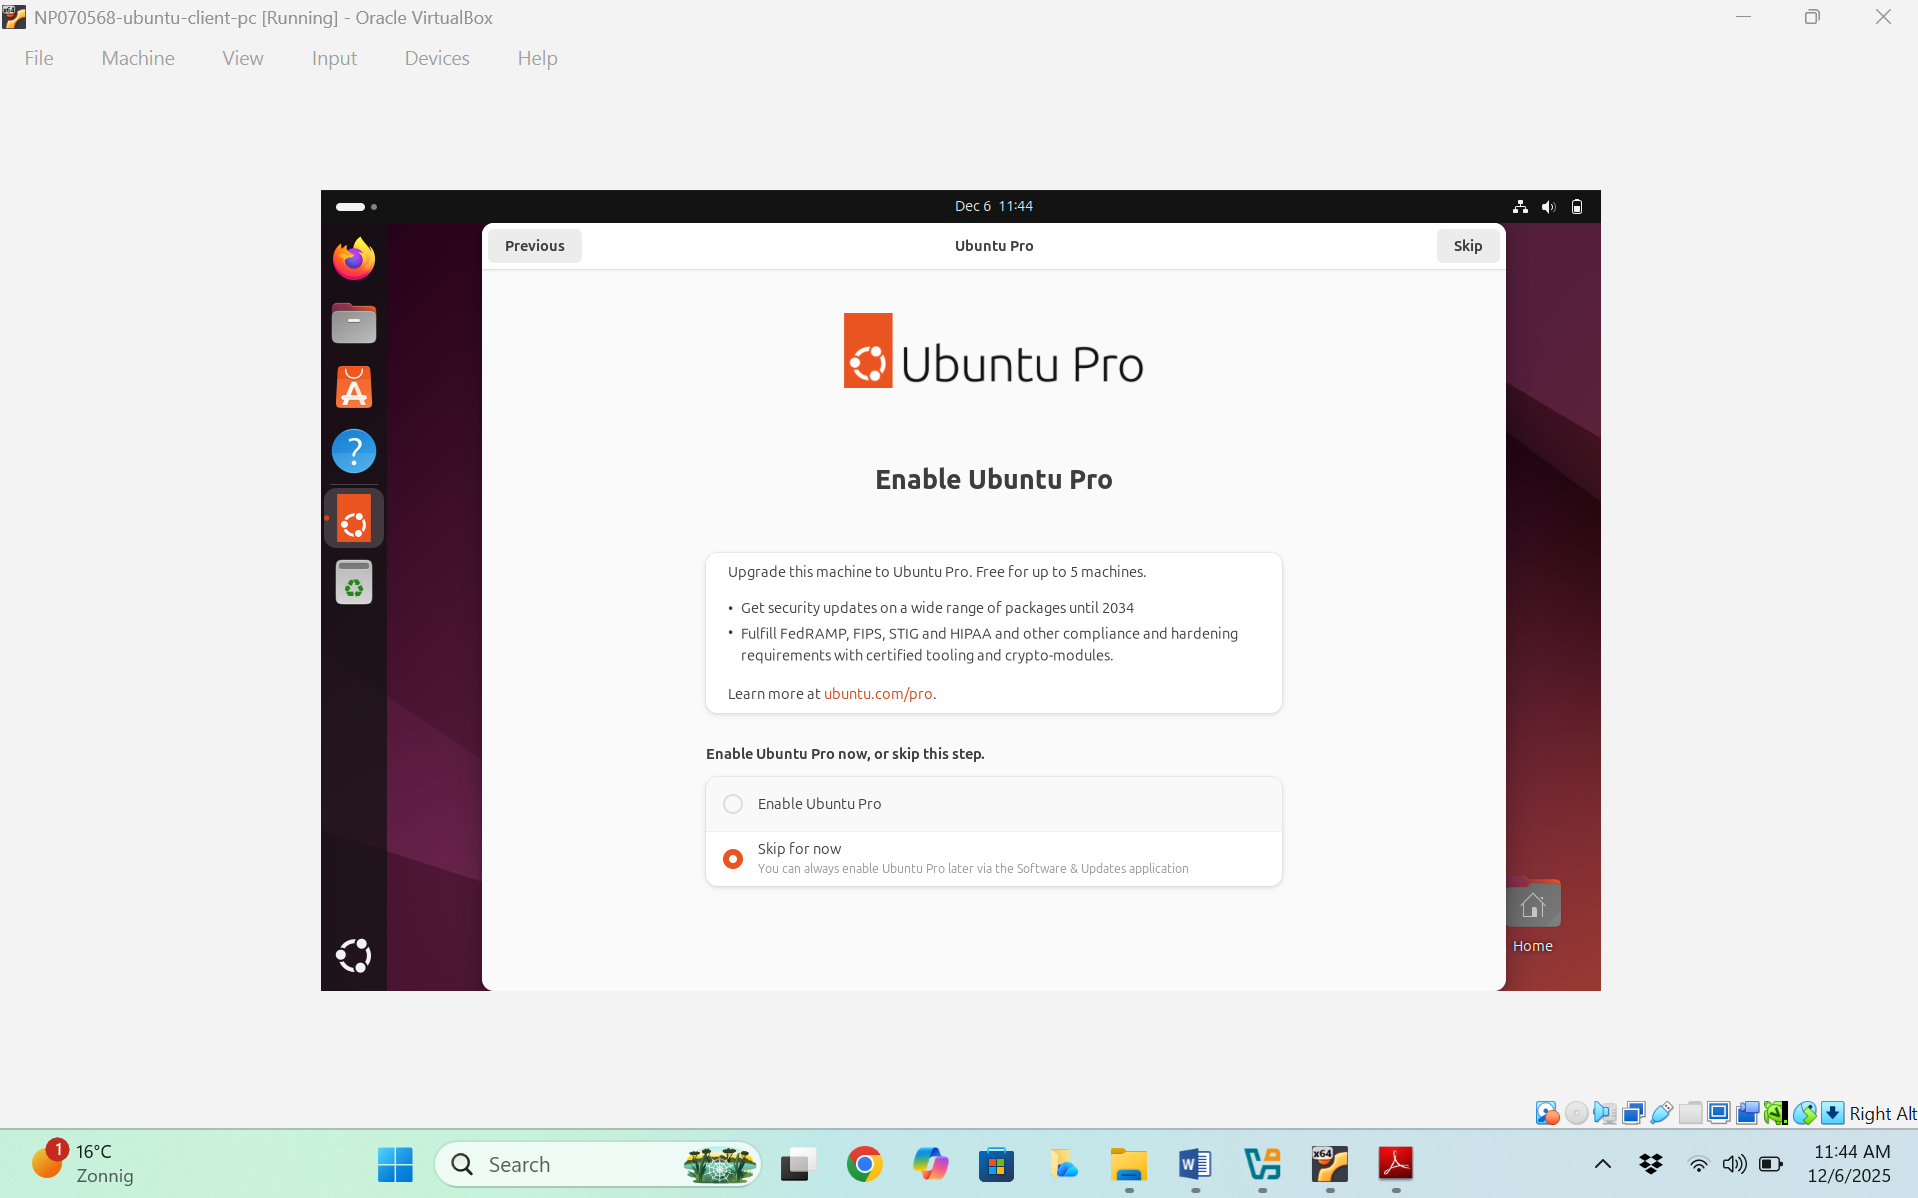 NP070568-ubuntu-client-pc [Running] - Oracle VirtualBox
File Machine View Input Devices Help
Dec 6 11:44
Previous Ubuntu Pro Skip
Ubuntu Pro
Enable Ubuntu Pro
Upgrade this machine to Ubuntu Pro. Free for up to 5 machines.
• Get security updates on a wide range of packages until 2034
• Fulfill FedRAMP, FIPS, STIG and HIPAA and other compliance and hardening
requirements with certified tooling and crypto-modules.
Learn more at ubuntu.com/pro.
Enable Ubuntu Pro now, or skip this step.
Enable Ubuntu Pro
Skip for now
You can always enable Ubuntu Pro later via the Software & Updates application
Home
Right Alt
1
16°C
Zonnig
Search
x64
11:44 AM
12/6/2025